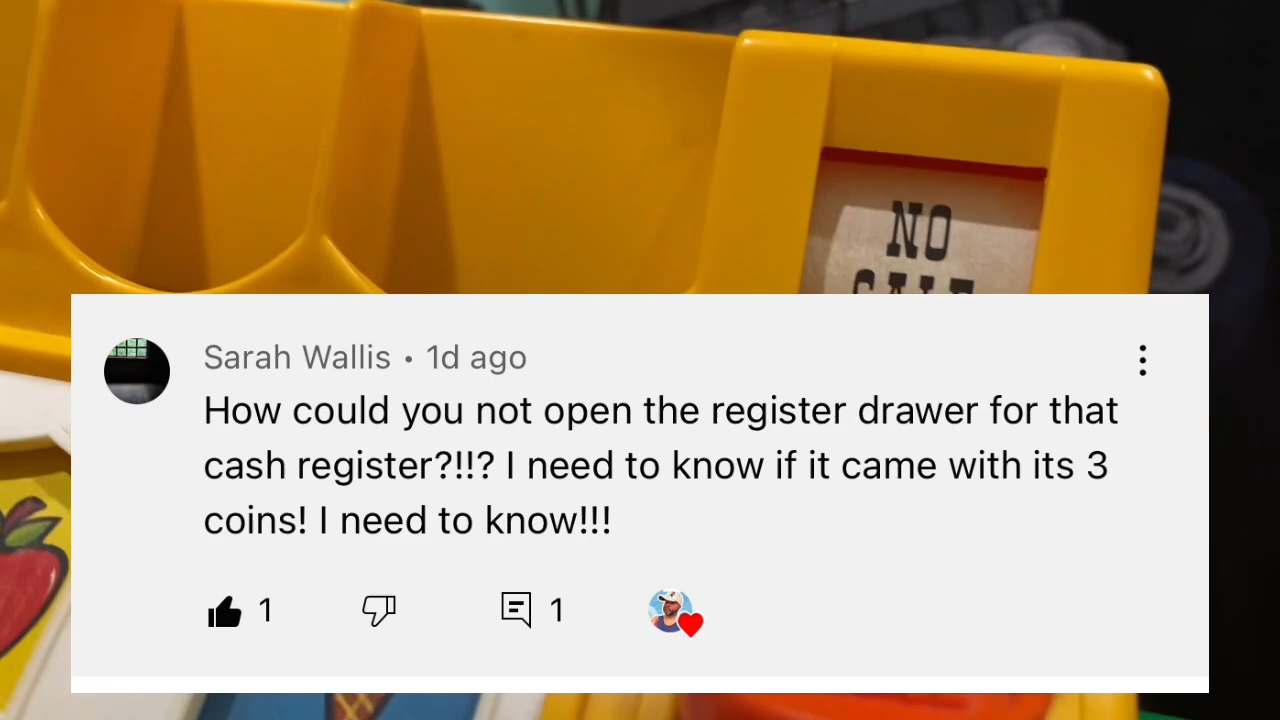 NO
Sarah Wallis • 1d ago
How could you not open the register drawer for that
cash register?!!? I need to know if it came with its 3
coins! I need to know!!!
1
1